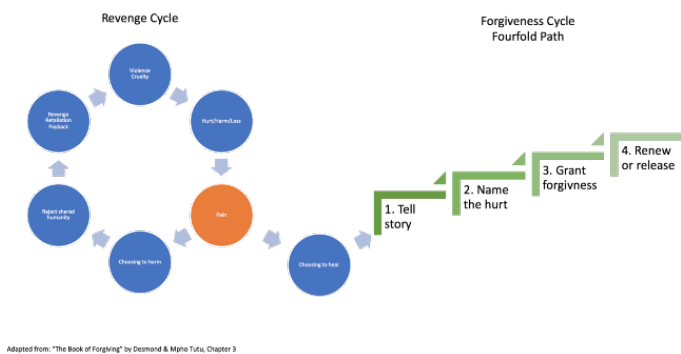 Revenge Cycle
Forgiveness Cycle
Fourfold Path
Violence
Cruelty
Hurt/Harm/Loss
Pain
Choosing to harm
Reject shared
humanity
Revenge
Retaliation
Payback
Choosing to heal
1. Tell
story
2. Name
the hurt
3. Grant
forgivness
4. Renew
or release
Adapted from: "The Book of Forgiving" by Desmond & Mpho Tutu, Chapter 3